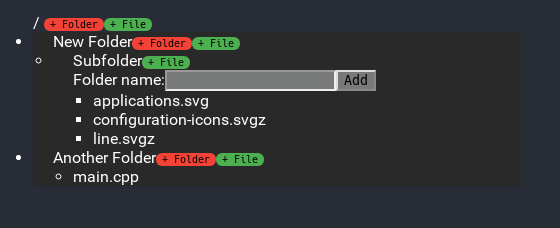 / + Folder + File
New Folder + Folder + File
Subfolder + File
Folder name: Add
applications.svg
configuration-icons.svgz
line.svgz
Another Folder + Folder + File
main.cpp